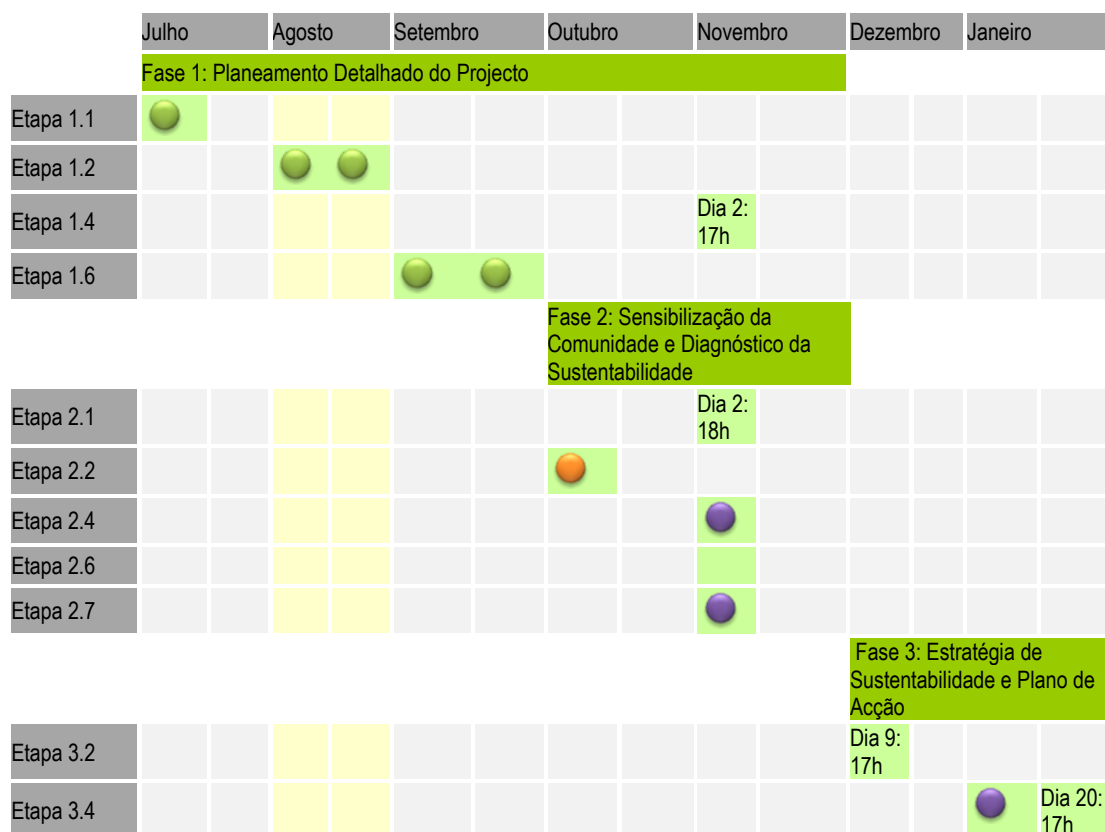 Julho Agosto Setembro Outubro Novembro Dezembro Janeiro
Fase 1: Planeamento Detalhado do Projecto
Etapa 1.1
Etapa 1.2
Etapa 1.4
Dia 2:
17h
Etapa 1.6
Fase 2: Sensibilização da
Comunidade e Diagnóstico da
Sustentabilidade
Etapa 2.1
Dia 2:
18h
Etapa 2.2
Etapa 2.4
Etapa 2.6
Etapa 2.7
Fase 3: Estratégia de
Sustentabilidade e Plano de
Acção
Etapa 3.2
Dia 9:
17h
Etapa 3.4
Dia 20:
17h